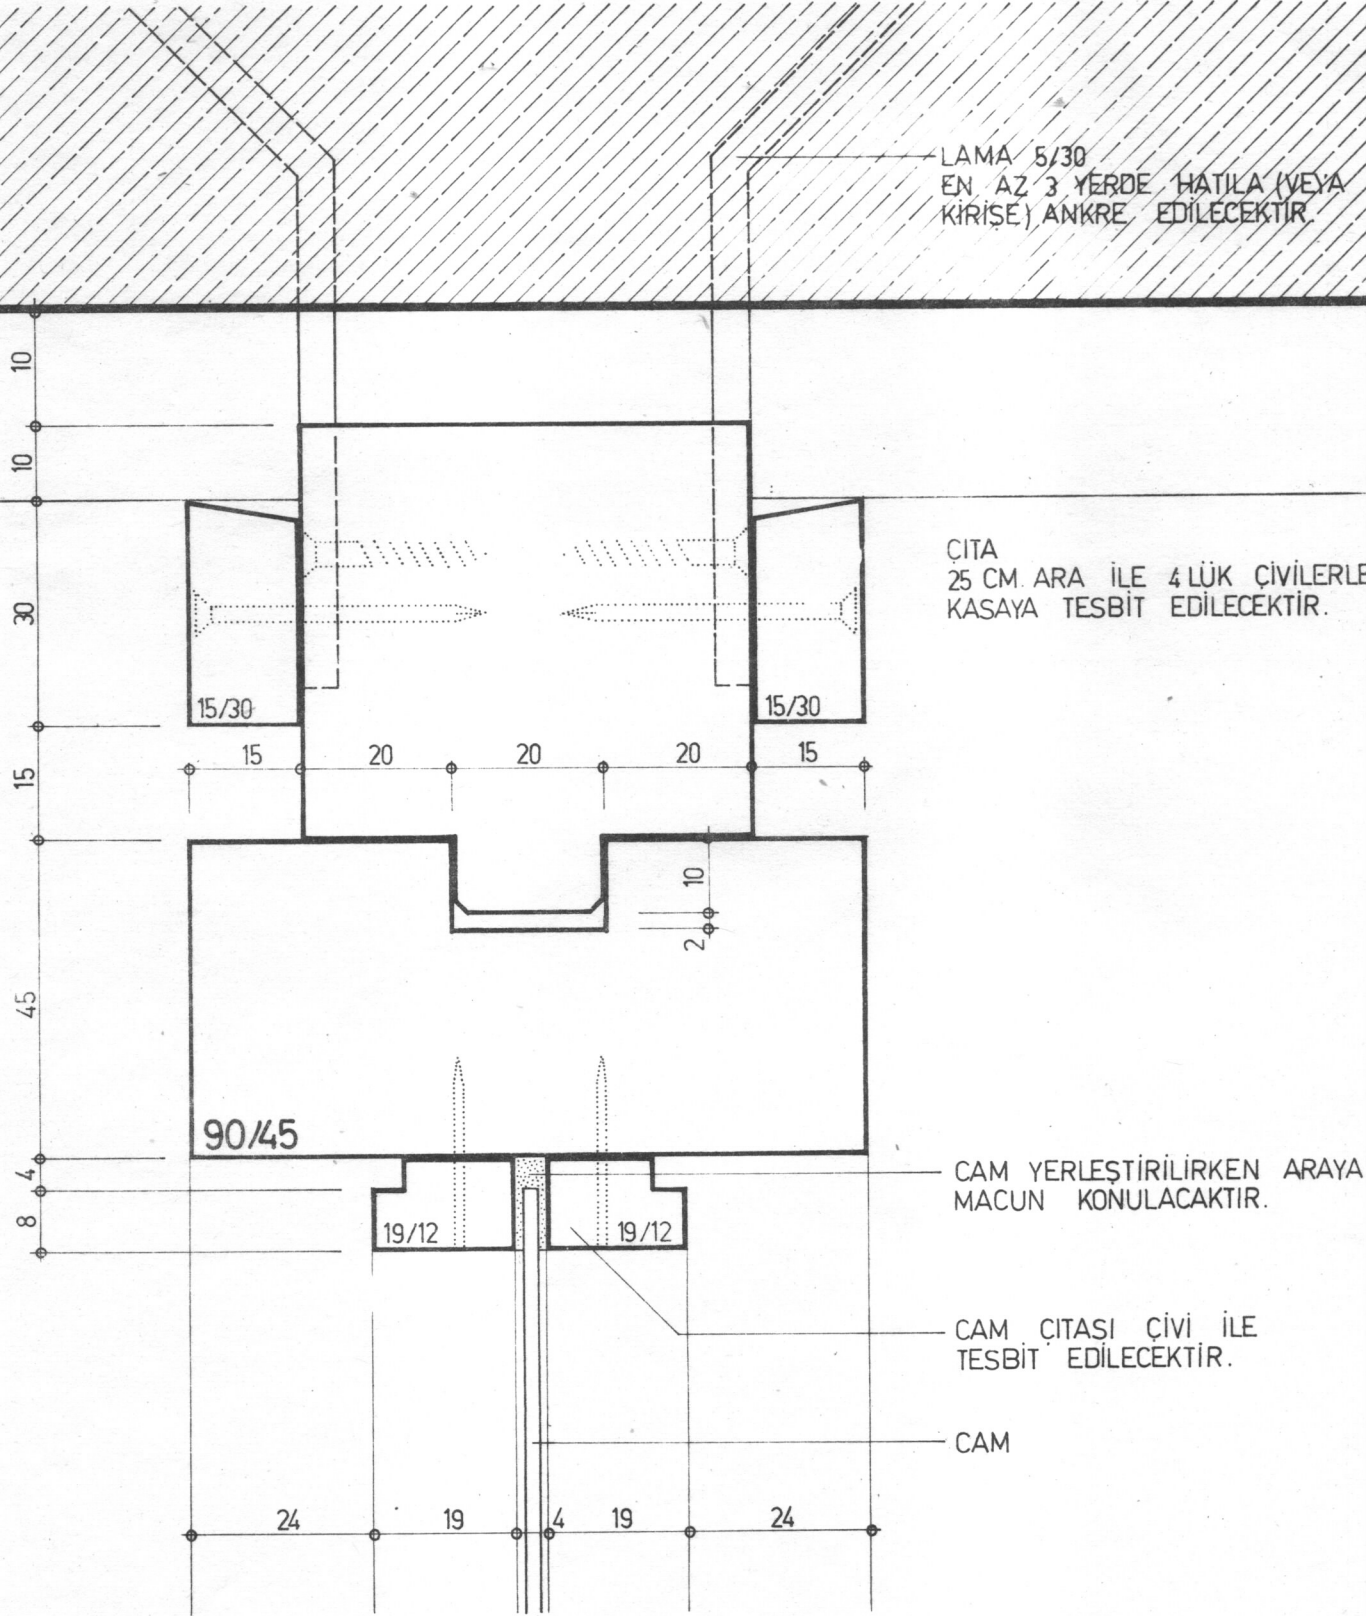 LAMA 5/30
EN AZ 3 YERDE HATILA (VEYA
KİRİŞE) ANKRE EDİLECEKTİR.
10
10
ÇITA
25 CM. ARA İLE 4 LÜK ÇİVİLERLE
KASAYA TESBİT EDİLECEKTİR.
30
15/30
15/30
15
15
20
20
20
15
10
2
45
90/45
4
8
19/12
19/12
CAM YERLEŞTİRİLİRKEN ARAYA
MACUN KONULACAKTIR.
CAM ÇITASI ÇİVİ İLE
TESBİT EDİLECEKTİR.
CAM
24
19
4
19
24